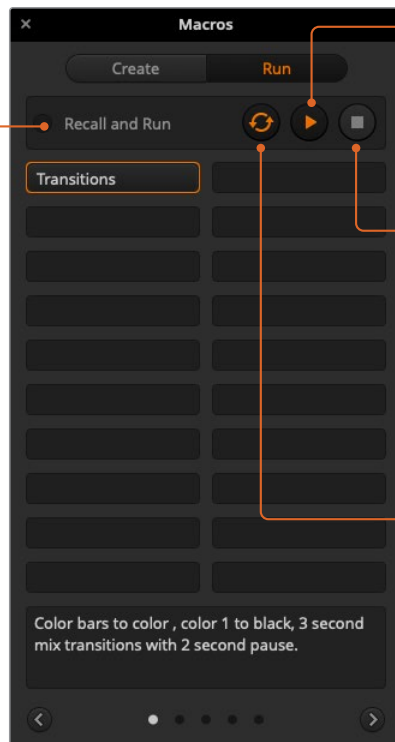 Macros
Create Run
Recall and Run
Transitions
Color bars to color , color 1 to black, 3 second
mix transitions with 2 second pause.